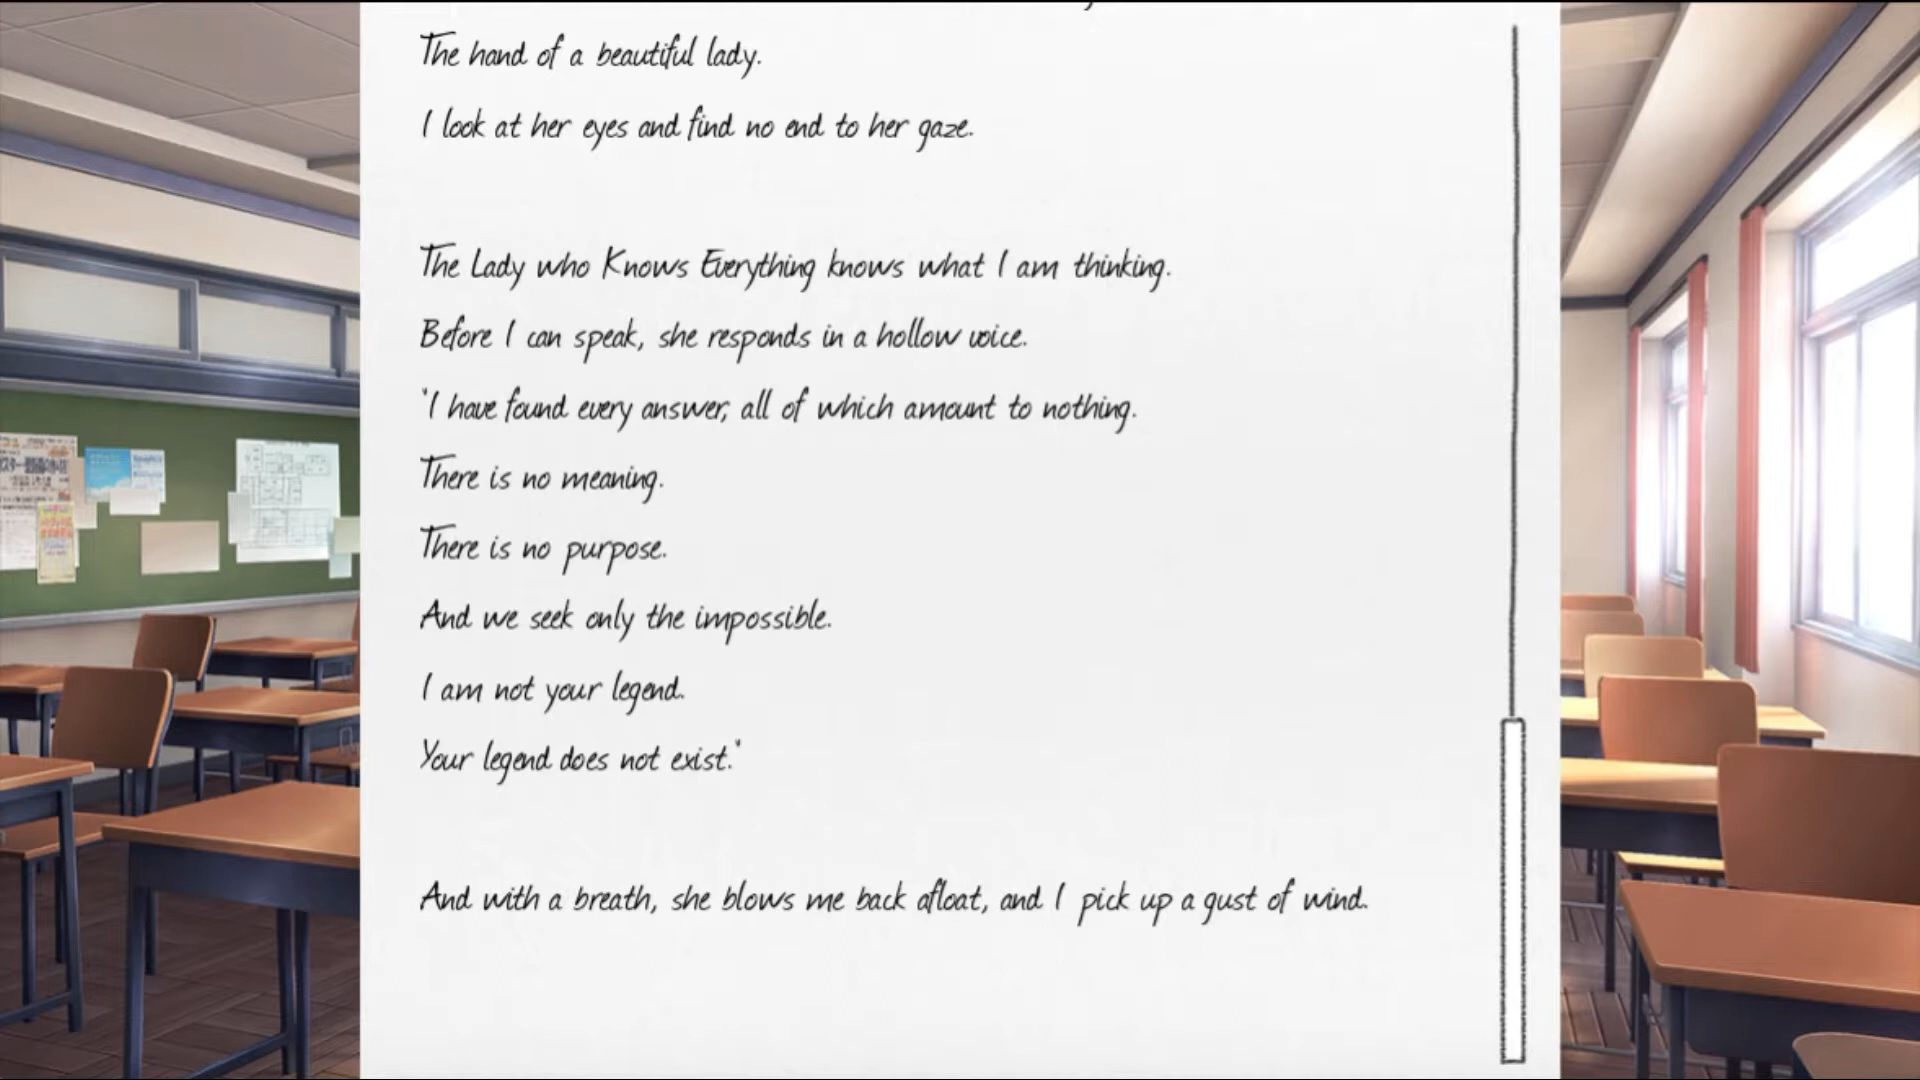 The hand of a beautiful lady.
I look at her eyes and find no end to her gaze.
The Lady who Knows Everything knows what I am thinking.
Before I can speak, she responds in a hollow voice.
"I have found every answer, all of which amount to nothing.
There is no meaning.
There is no purpose.
And we seek only the impossible.
I am not your legend.
Your legend does not exist."
And with a breath, she blows me back afloat, and I pick up a gust of wind.